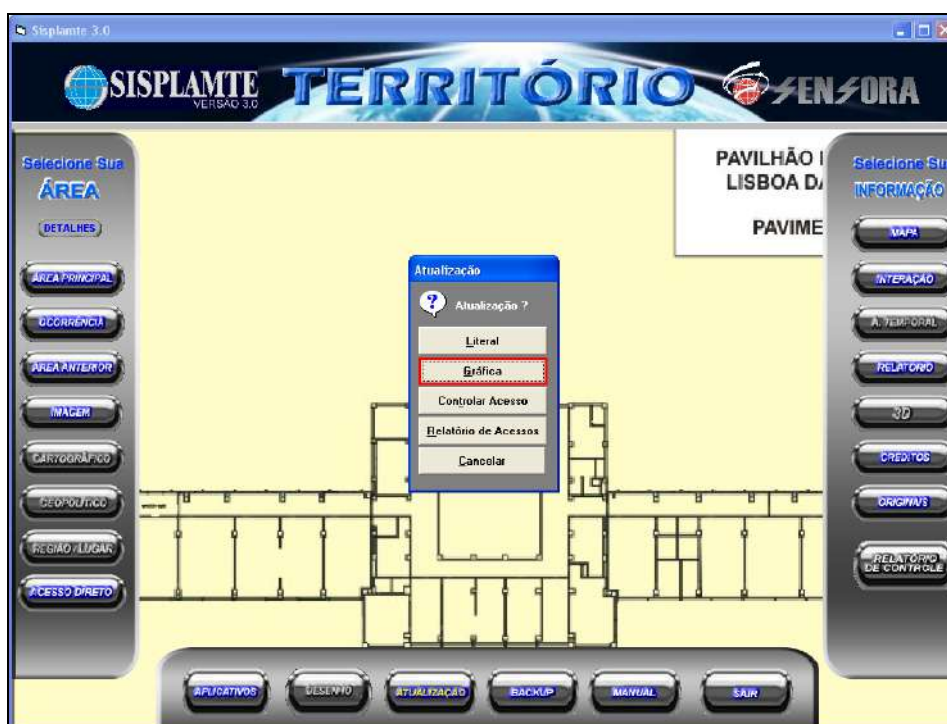 Sisplamte 3.0
SISPLAMTE
VERSÃO 3.0
TERRITÓRIO
SENSORA
Selecione Sua
ÁREA
DETALHES
ÁREA PRINCIPAL
OCORRÊNCIA
ÁREA ANTERIOR
IMAGEM
CARTOGRÁFICO
GEOPOLÍTICO
REGIÃO / LUGAR
ACESSO DIRETO
PAVILHÃO
LISBOA DA
PAVIME
Atualização
Atualização ?
Literal
Gráfica
Controlar Acesso
Relatório de Acessos
Cancelar
Selecione Su
INFORMAÇÃO
MAPA
INTERAÇÃO
A. TEMPORAL
RELATÓRIO
3D
CRÉDITOS
ORIGINAIS
RELATÓRIO
DE CONTROLE
APLICATIVOS
DESENHO
ATUALIZAÇÃO
BACKUP
MANUAL
SAIR